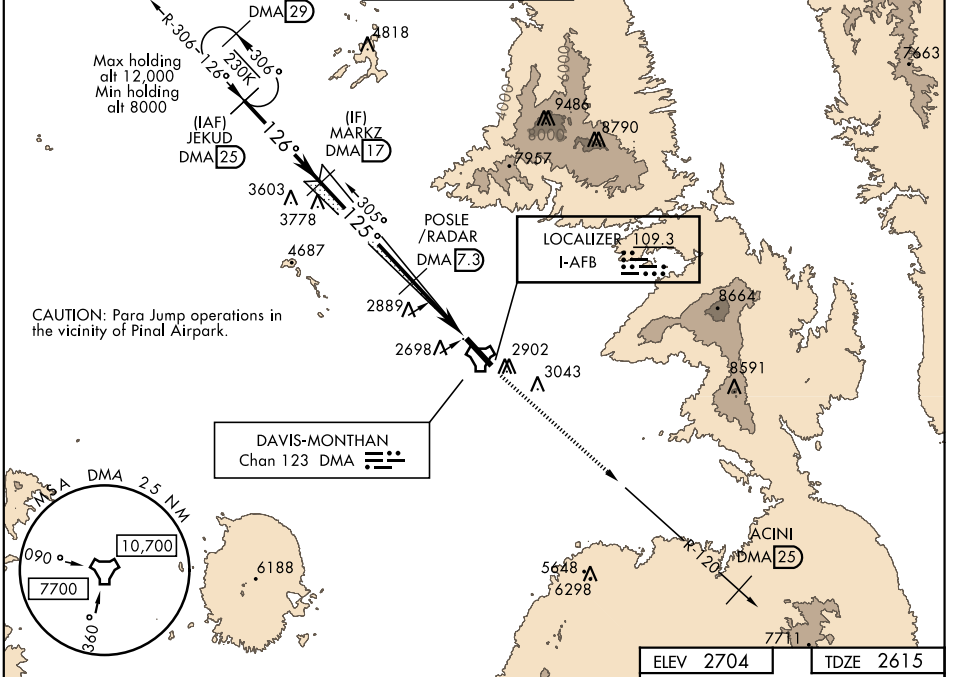 DMA 29
R-306
126°
306°
230K
Max holding
alt 12,000
Min holding
alt 8000
4818
7663
(IAF)
JEKUD
DMA 25
126°
(IF)
MARKZ
DMA 17
4000
6000
9486
8000
8790
7957
3603
3778
305°
125°
POSLE
/RADAR
DMA 7.3
LOCALIZER 109.3
I-AFB
4687
2889
8664
CAUTION: Para Jump operations in
the vicinity of Pinal Airpark.
2698
2902
3043
8591
DAVIS-MONTHAN
Chan 123 DMA
MSA DMA 25 NM
090°
10,700
7700
360°
6188
ACINI
DMA 25
R-120
5648
6298
7711
ELEV 2704
TDZE 2615